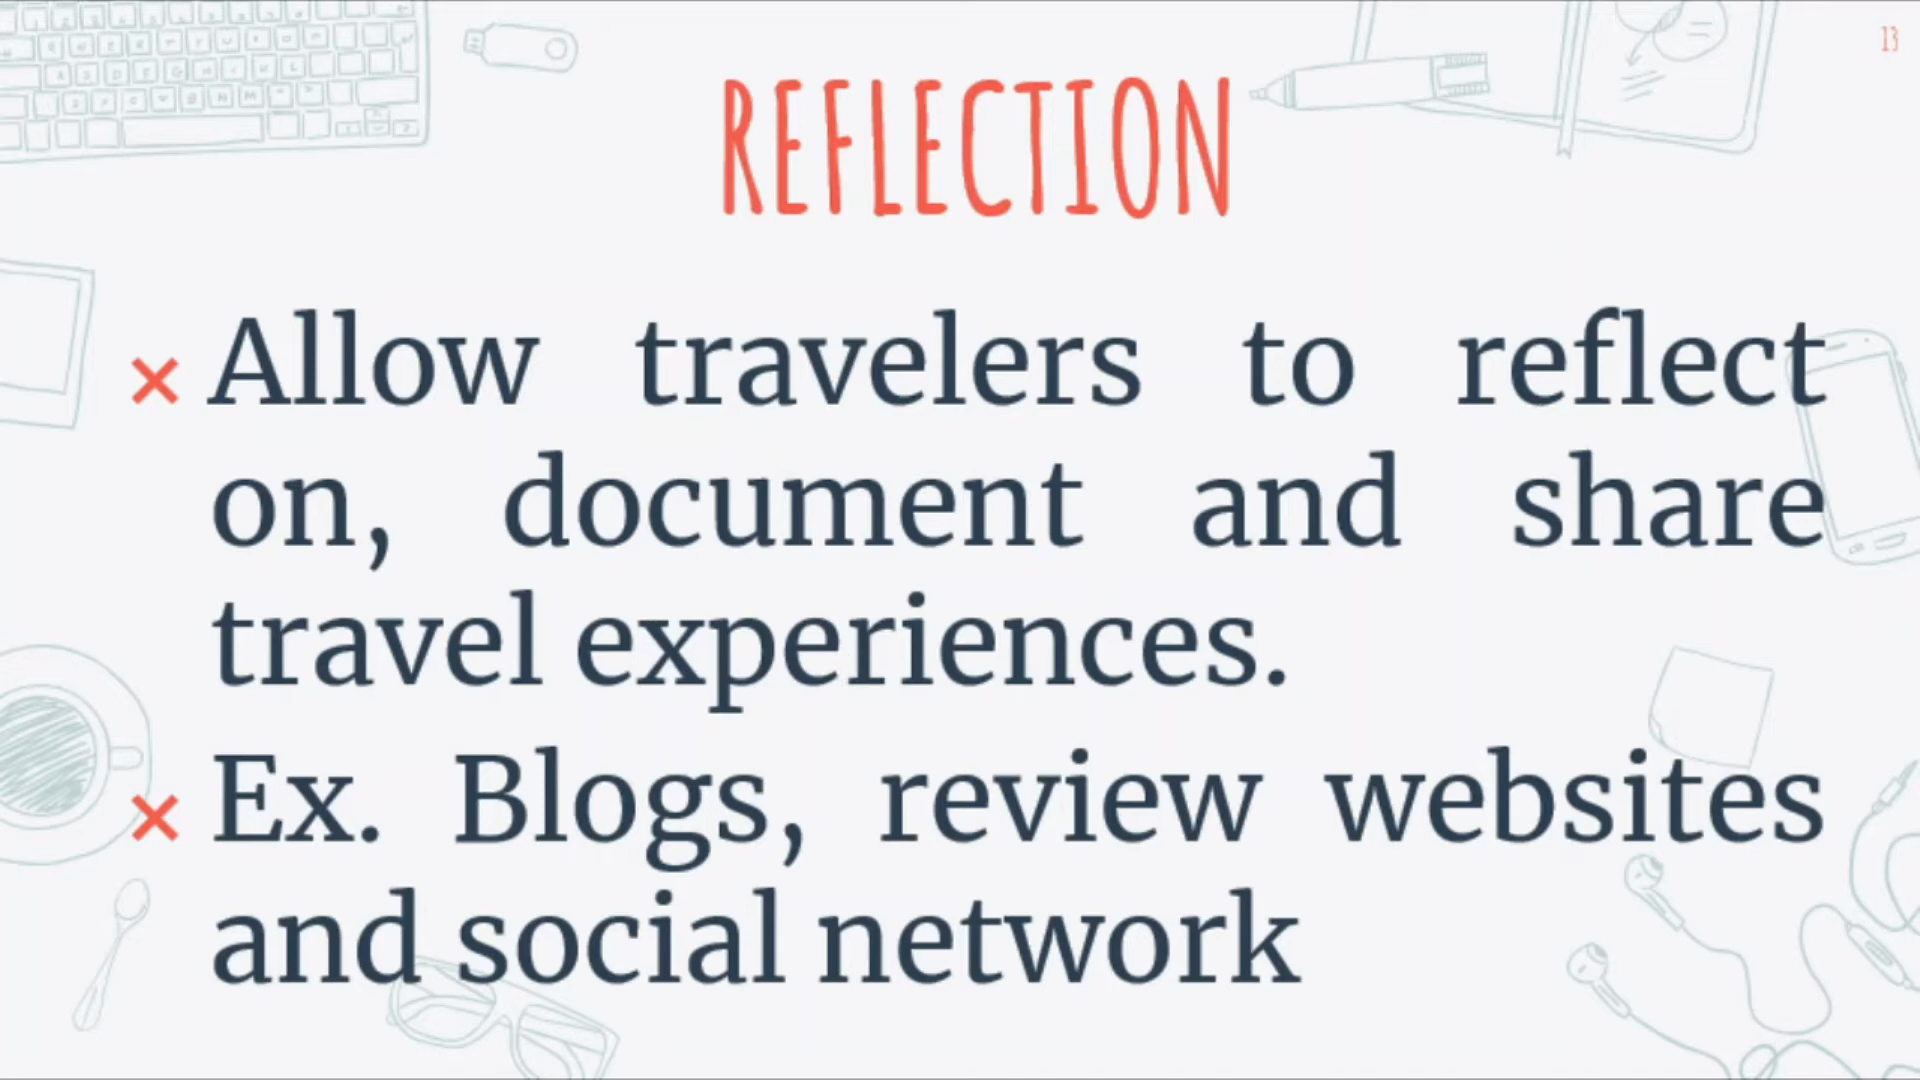 13
REFLECTION
× Allow travelers to reflect
on, document and share
travel experiences.
× Ex. Blogs, review websites
and social network